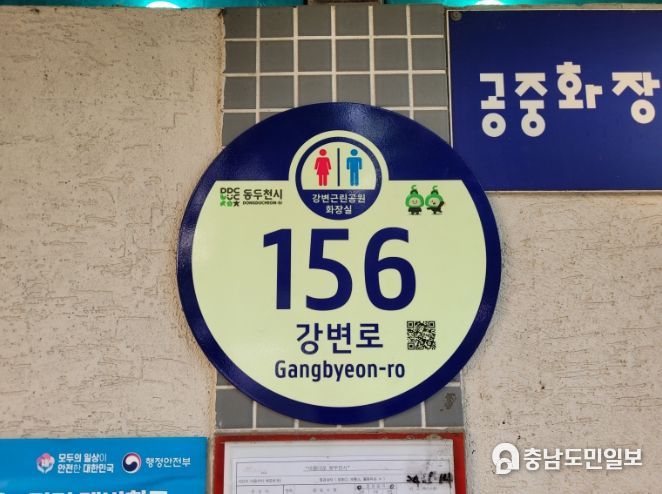 공중화장
강변근린공원
화장실
동두천시
DONGDUCHEON-SI
156
강변로
Gangbyeon-ro
모두의 일상이
안전한 대한민국
행정안전부
충남도민일보